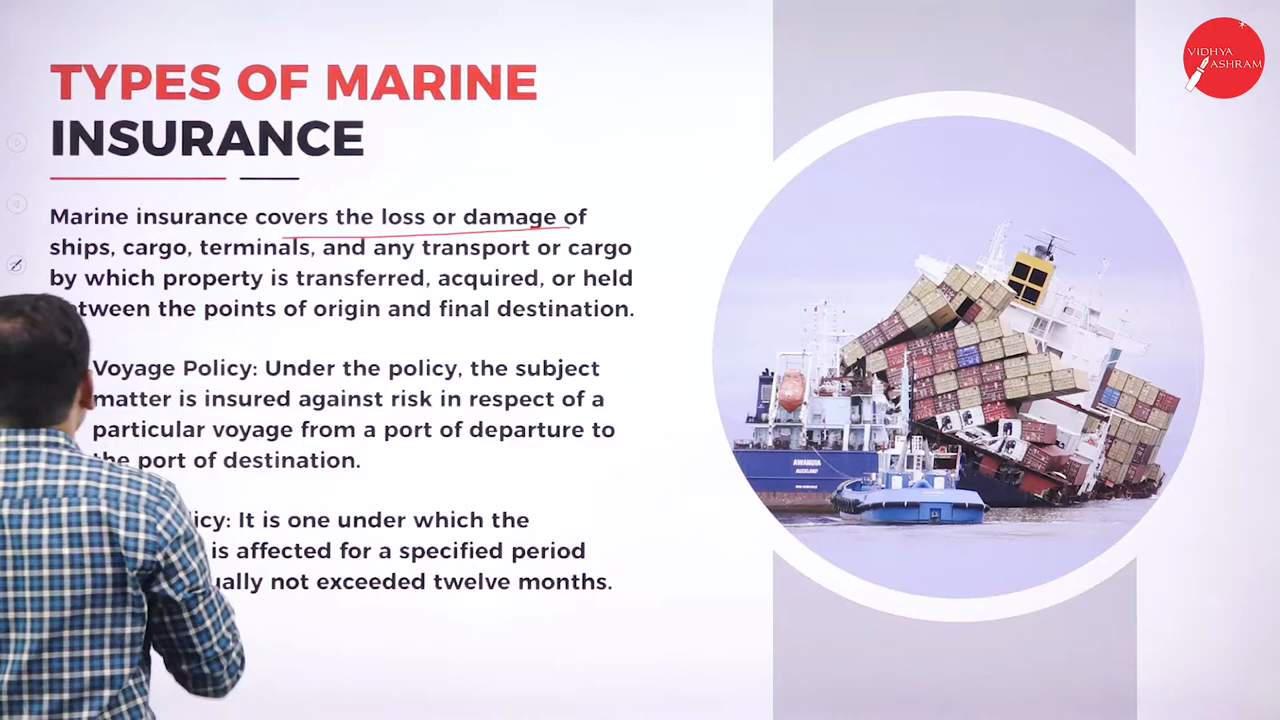 TYPES OF MARINE
INSURANCE
Marine insurance covers the loss or damage of
ships, cargo, terminals, and any transport or cargo
by which property is transferred, acquired, or held
the points of origin and final destination.
Voyage Policy: Under the policy, the subject
matter is insured against risk in respect of a
particular voyage from a port of departure to
the port of destination.
It is one under which the
is affected for a specified period
not exceeded twelve months.
VIDHYA
ASHRAM
AWANUIA
AUCKLAND